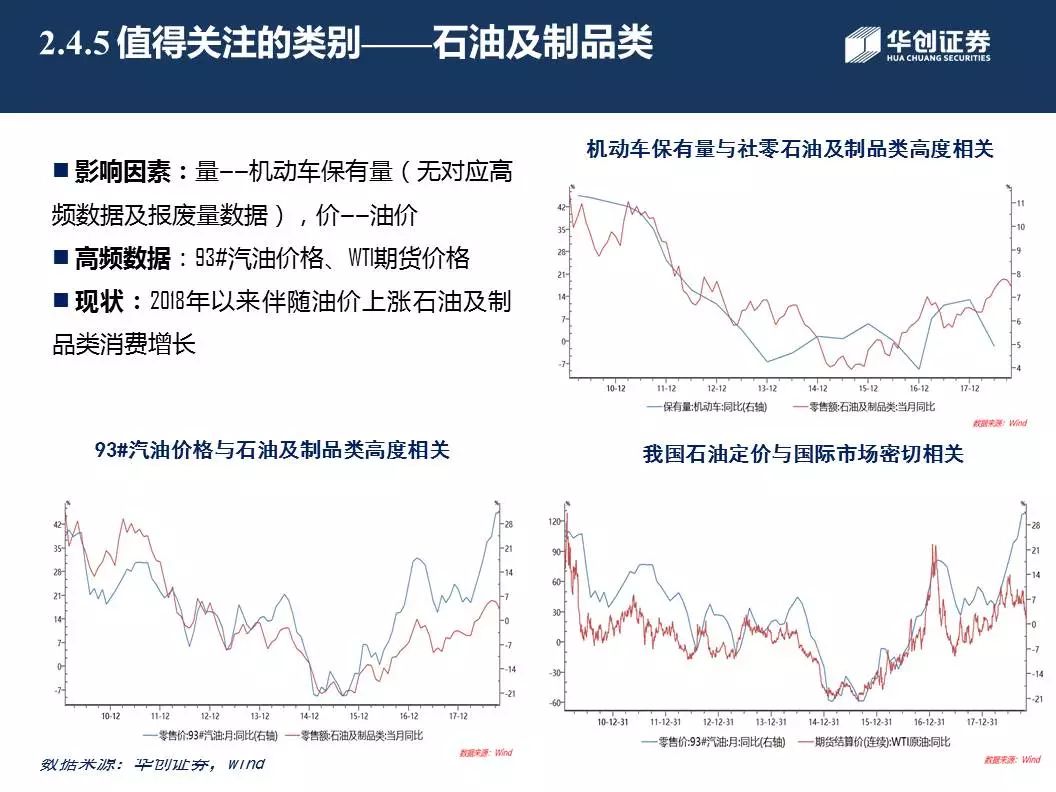 2.4.5 值得关注的类别——石油及制品类
华创证券
HUA CHUANG SECURITIES
■ 影响因素：量--机动车保有量（无对应高
频数据及报废量数据），价--油价
■ 高频数据：93#汽油价格、WTI期货价格
■ 现状：2018年以来伴随油价上涨石油及制
品类消费增长
机动车保有量与社零石油及制品类高度相关
% %
42 11
35 10
28 9
21 8
14 7
7 6
0 5
-7 4
10-12 11-12 12-12 13-12 14-12 15-12 16-12 17-12
保有量:机动车:同比(右轴) 零售额:石油及制品类:当月同比
数据来源：Wind
93#汽油价格与石油及制品类高度相关
% %
42 28
35 21
28 14
21 7
14 0
7 -7
0 -14
-7 -21
10-12 11-12 12-12 13-12 14-12 15-12 16-12 17-12
零售价:93#汽油:月:同比(右轴) 零售额:石油及制品类:当月同比
数据来源：Wind
我国石油定价与国际市场密切相关
% %
120 28
90 21
60 14
30 7
0 0
-30 -7
-60 -14
-21
10-12-31 11-12-31 12-12-31 13-12-31 14-12-31 15-12-31 16-12-31 17-12-31
零售价:93#汽油:月:同比(右轴) 期货结算价(连续):WTI原油:同比
数据来源：Wind
数据来源：华创证券，wind